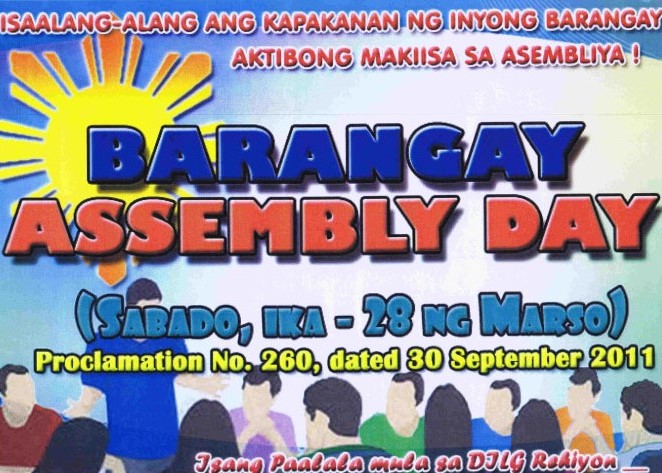 ISAALANG-ALANG ANG KAPAKANAN NG INYONG BARANGAY
AKTIBONG MAKIISA SA ASEMBLIYA !
BARANGAY
ASSEMBLY DAY
(SABADO, IKA - 28 NG MARSO)
Proclamation No. 260, dated 30 September 2011
Isang Paalala mula sa DILG Rehiyon __